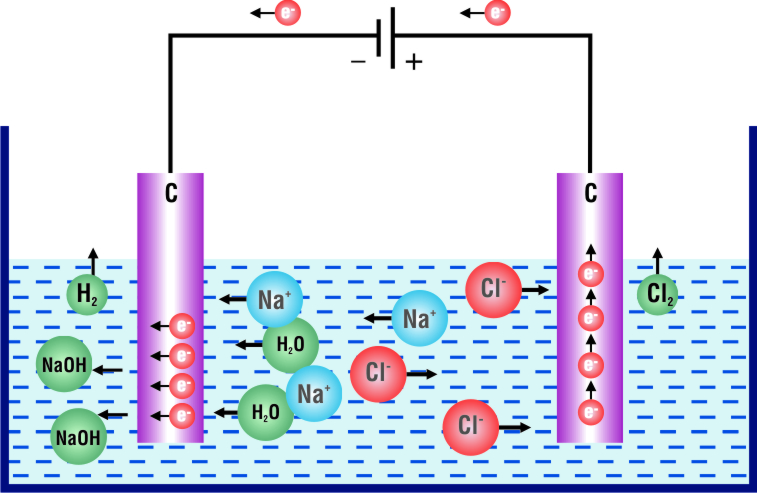 e⁻ e⁻
− +
C C
Na⁺ Cl⁻
H₂ e⁻ Cl₂
Na⁺
e⁻ H₂O
e⁻ e⁻
NaOH Cl⁻ e⁻
e⁻ Na⁺
e⁻ H₂O e⁻
NaOH Cl⁻